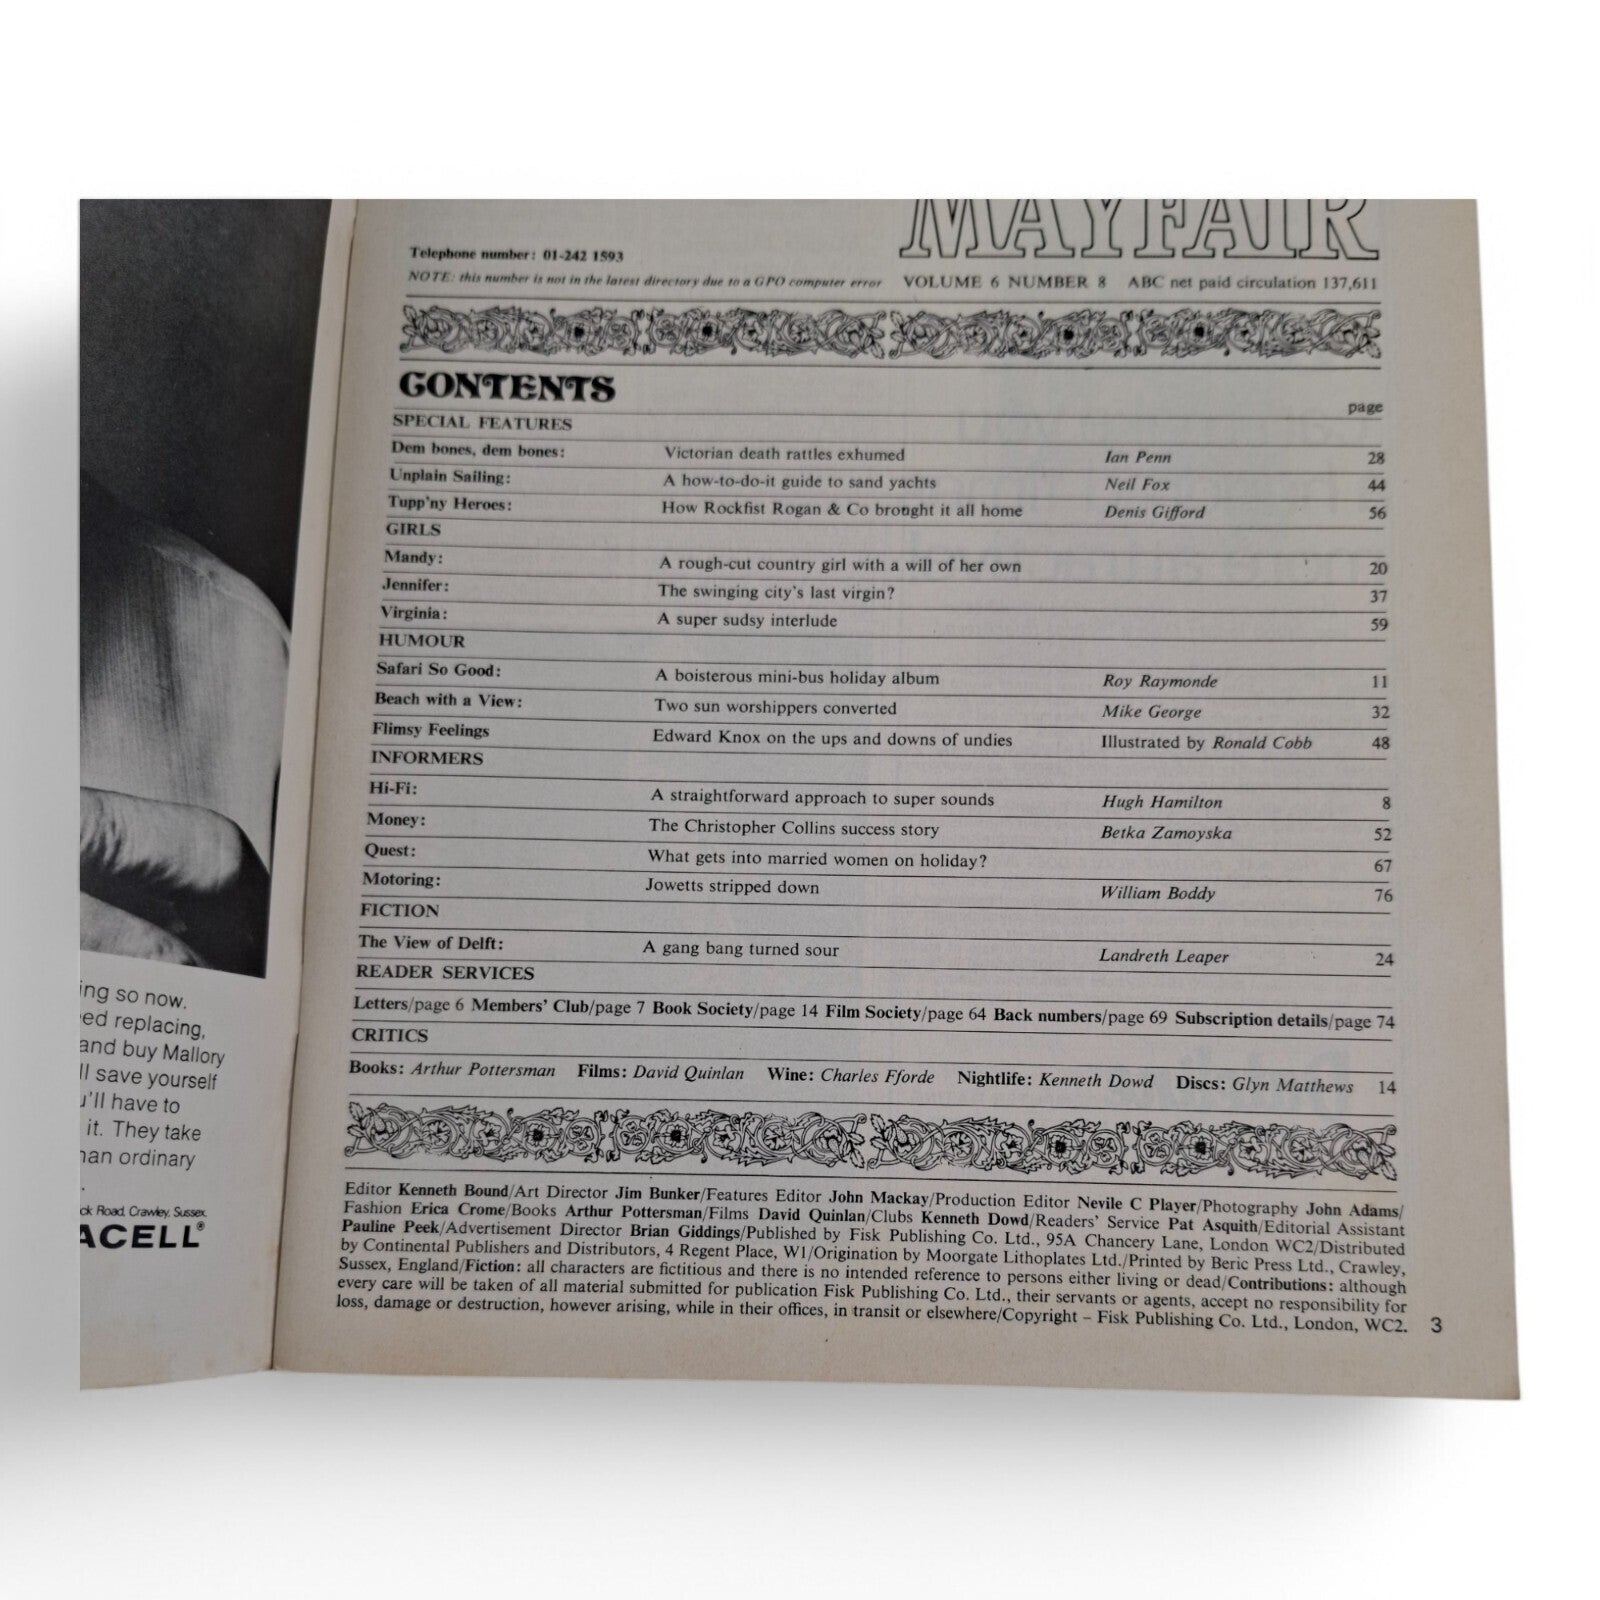 MAYFAIR
Telephone number: 01-242 1593
NOTE: this number is not in the latest directory due to a GPO computer error
VOLUME 6 NUMBER 8 ABC net paid circulation 137,611
CONTENTS
page
SPECIAL FEATURES
Dem bones, dem bones: Victorian death rattles exhumed Ian Penn 28
Unplain Sailing: A how-to-do-it guide to sand yachts Neil Fox 44
Tupp'ny Heroes: How Rockfist Rogan & Co brought it all home Denis Gifford 56
GIRLS
Mandy: A rough-cut country girl with a will of her own 20
Jennifer: The swinging city's last virgin? 37
Virginia: A super sudsy interlude 59
HUMOUR
Safari So Good: A boisterous mini-bus holiday album Roy Raymonde 11
Beach with a View: Two sun worshippers converted Mike George 32
Flimsy Feelings Edward Knox on the ups and downs of undies Illustrated by Ronald Cobb 48
INFORMERS
Hi-Fi: A straightforward approach to super sounds Hugh Hamilton 8
Money: The Christopher Collins success story Betka Zamoyska 52
Quest: What gets into married women on holiday? 67
Motoring: Jowetts stripped down William Boddy 76
FICTION
The View of Delft: A gang bang turned sour Landreth Leaper 24
READER SERVICES
Letters/page 6 Members' Club/page 7 Book Society/page 14 Film Society/page 64 Back numbers/page 69 Subscription details/page 74
CRITICS
Books: Arthur Pottersman Films: David Quinlan Wine: Charles Fforde Nightlife: Kenneth Dowd Discs: Glyn Matthews 14
Editor Kenneth Bound/Art Director Jim Bunker/Features Editor John Mackay/Production Editor Nevile C Player/Photography John Adams/
Fashion Erica Crome/Books Arthur Pottersman/Films David Quinlan/Clubs Kenneth Dowd/Readers' Service Pat Asquith/Editorial Assistant
Pauline Peek/Advertisement Director Brian Giddings/Published by Fisk Publishing Co. Ltd., 95A Chancery Lane, London WC2/Distributed
by Continental Publishers and Distributors, 4 Regent Place, W1/Origination by Moorgate Lithoplates Ltd./Printed by Beric Press Ltd., Crawley,
Sussex, England/Fiction: all characters are fictitious and there is no intended reference to persons either living or dead/Contributions: although
every care will be taken of all material submitted for publication Fisk Publishing Co. Ltd., their servants or agents, accept no responsibility for
loss, damage or destruction, however arising, while in their offices, in transit or elsewhere/Copyright – Fisk Publishing Co. Ltd., London, WC2. 3
ing so now.
ed replacing,
and buy Mallory
ll save yourself
u'll have to
it. They take
han ordinary
ck Road, Crawley, Sussex.
ACELL®